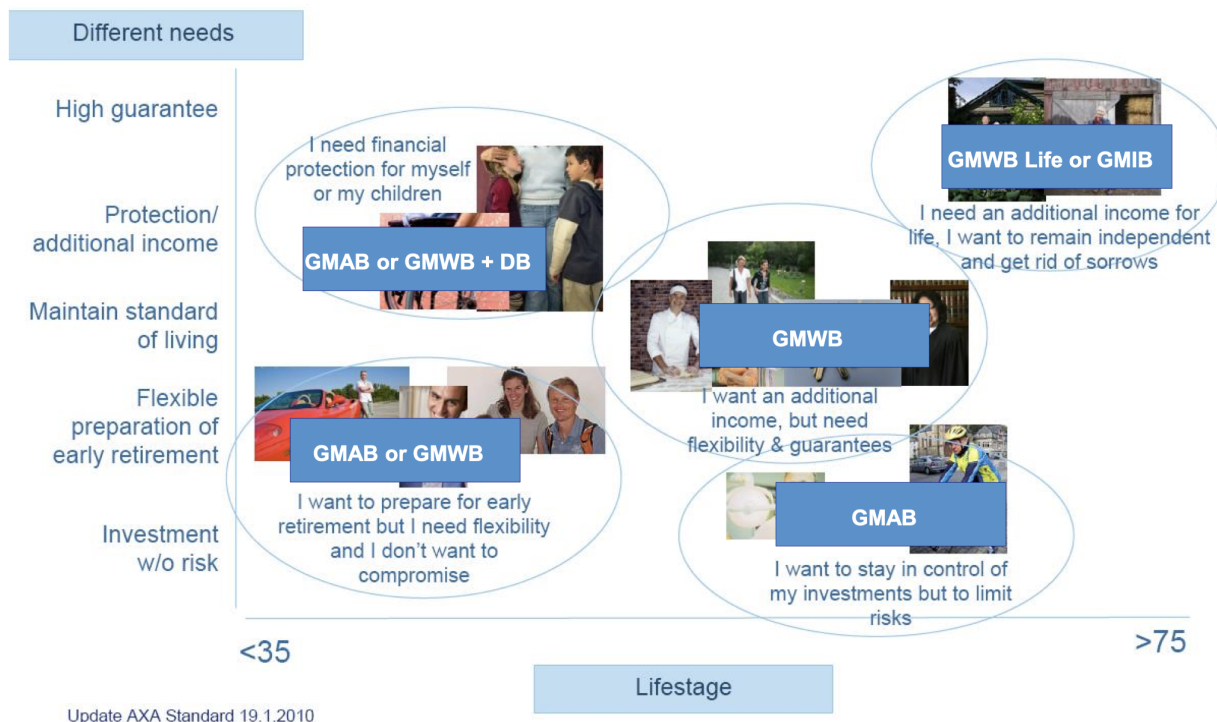 Different needs
High guarantee
Protection/
additional income
Maintain standard
of living
Flexible
preparation of
early retirement
Investment
w/o risk
I need financial
protection for myself
or my children
GMAB or GMWB + DB
GMWB Life or GMIB
I need an additional income for
life, I want to remain independent
and get rid of sorrows
GMWB
I want an additional
income, but need
flexibility & guarantees
GMAB or GMWB
I want to prepare for early
retirement but I need flexibility
and I don't want to
compromise
GMAB
I want to stay in control of
my investments but to limit
risks
<35
>75
Lifestage
Update AXA Standard 19.1.2010